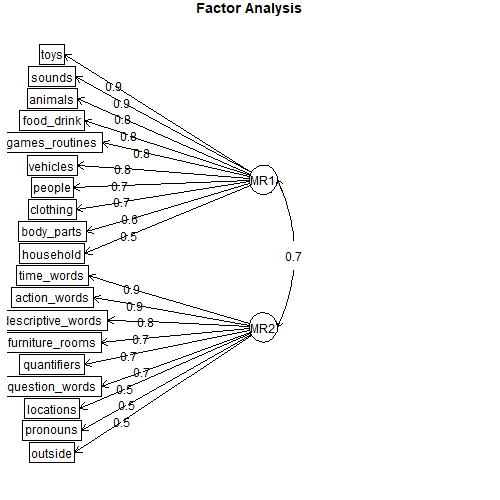 Factor Analysis
toys
sounds
animals
food_drink
games_routines
vehicles
people
clothing
body_parts
household
time_words
action_words
descriptive_words
furniture_rooms
quantifiers
question_words
locations
pronouns
outside
0.9
0.9
0.8
0.8
0.8
0.8
0.7
0.7
0.6
0.5
0.9
0.9
0.8
0.7
0.7
0.7
0.5
0.5
0.5
MR1
MR2
0.7